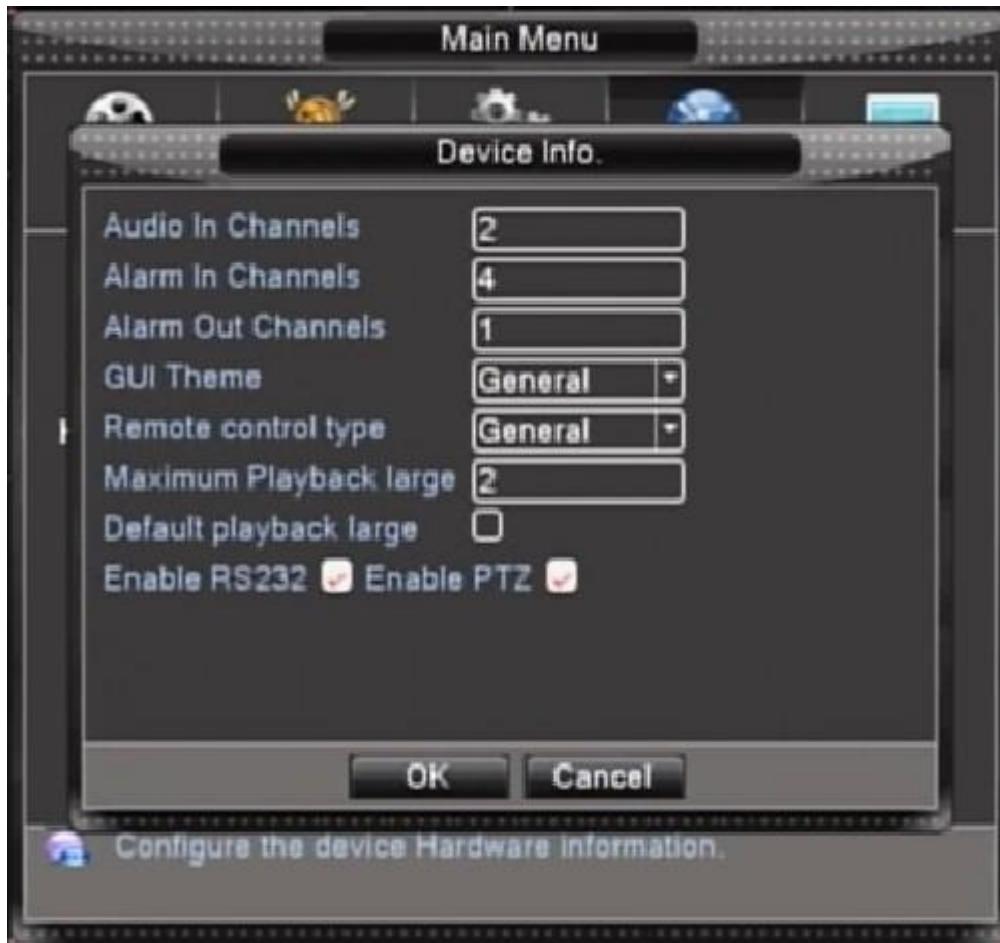 Main Menu
Device Info.
Audio In Channels 2
Alarm In Channels 4
Alarm Out Channels 1
GUI Theme General
Remote control type General
Maximum Playback large 2
Default playback large
Enable RS232 Enable PTZ
OK Cancel
Configure the device Hardware information.